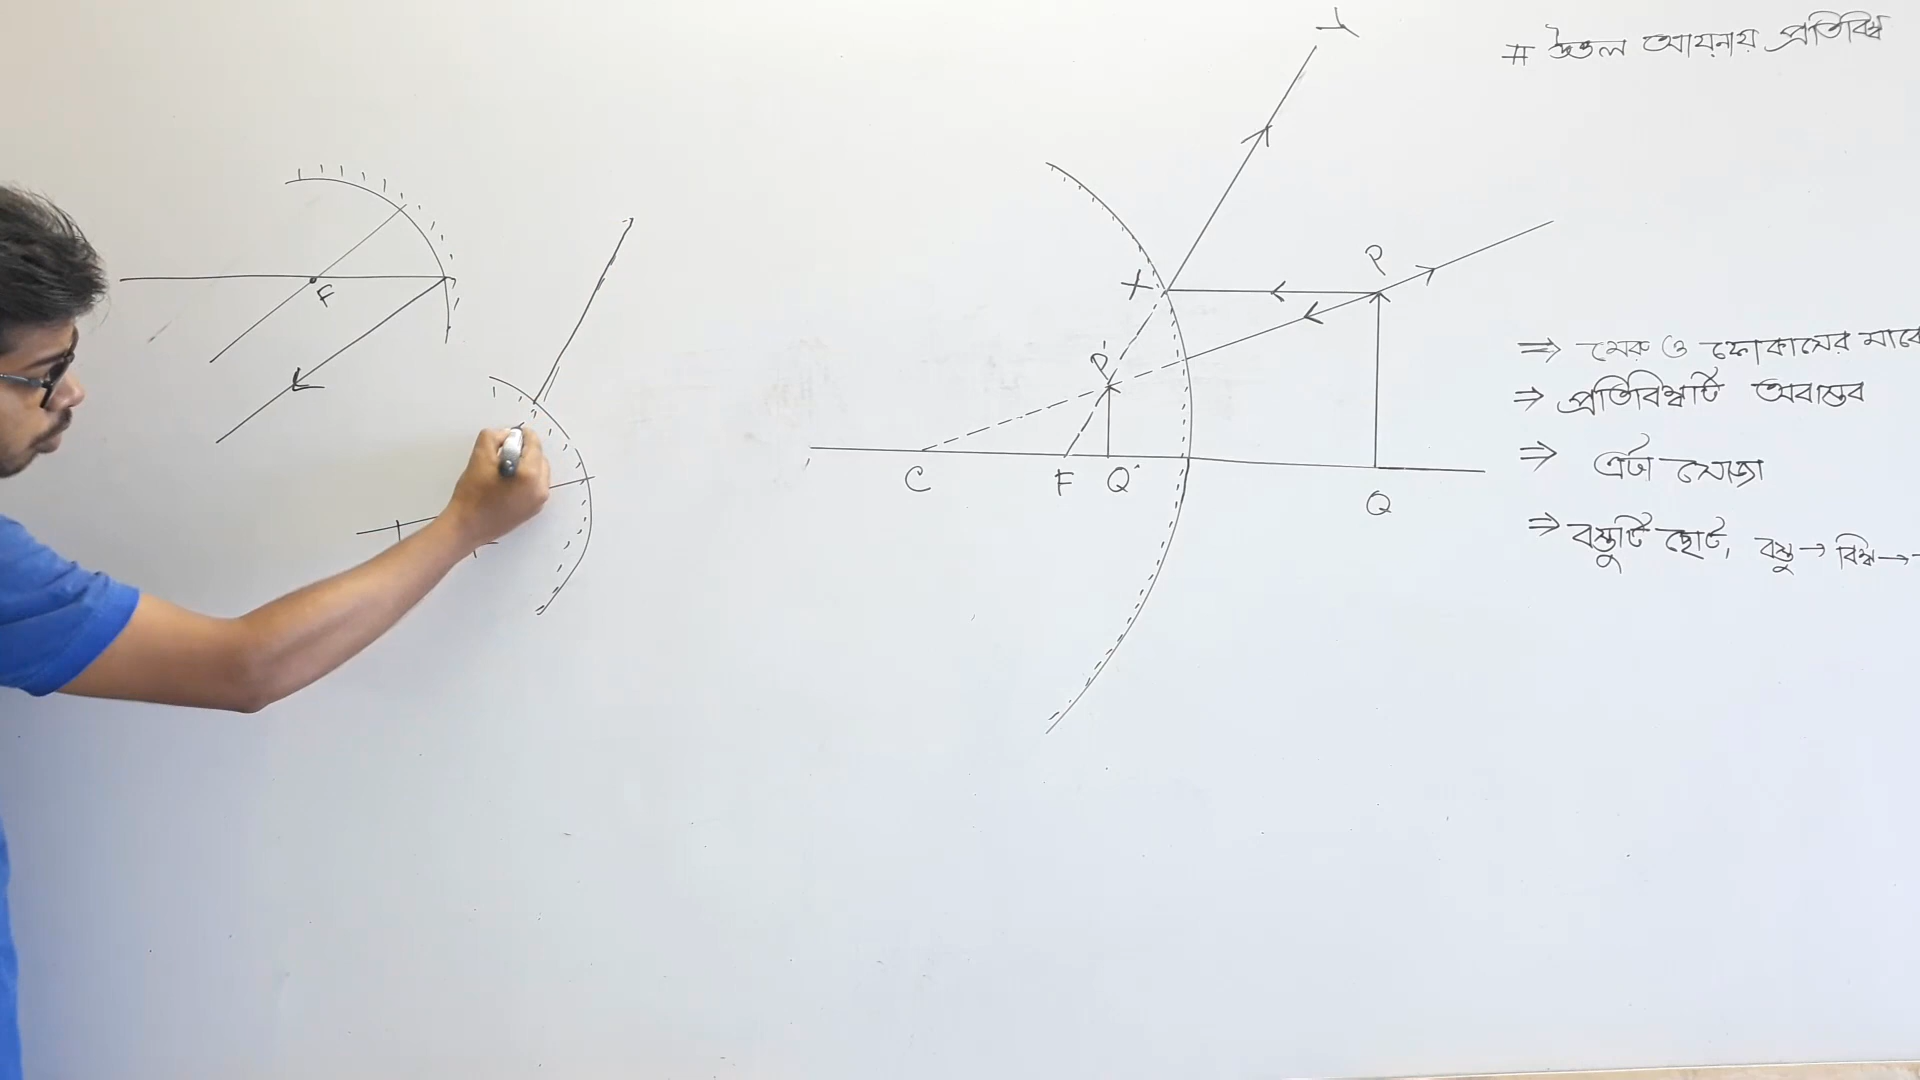 # উত্তল আয়নায় প্রতিবিম্ব
Y
P
X
F
P'
C F Q' Q
⇒ মেরু ও ফোকাসের মাঝে
⇒ প্রতিবিম্বটি অবাস্তব
⇒ এটা সোজা
⇒ বস্তুটি ছোট, বস্তু → বিম্ব →